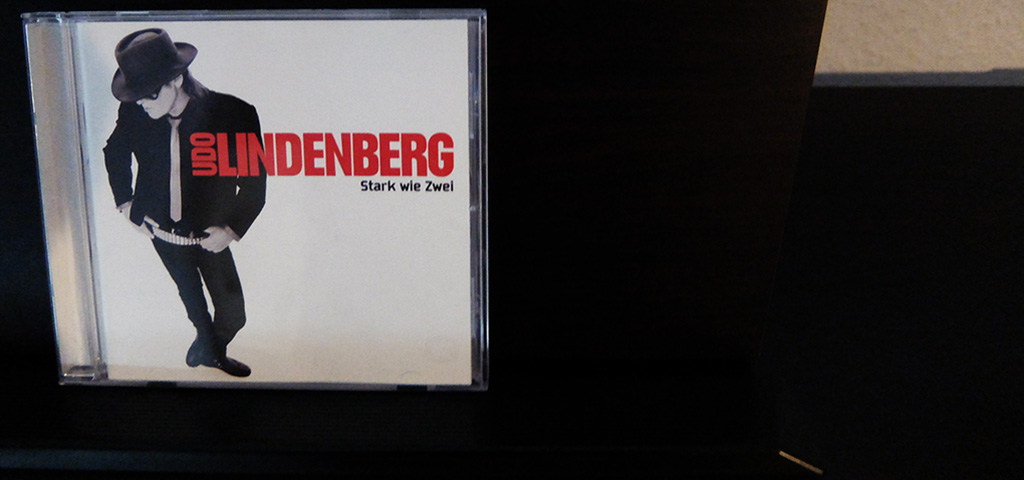 UDO
LINDENBERG
Stark wie Zwei